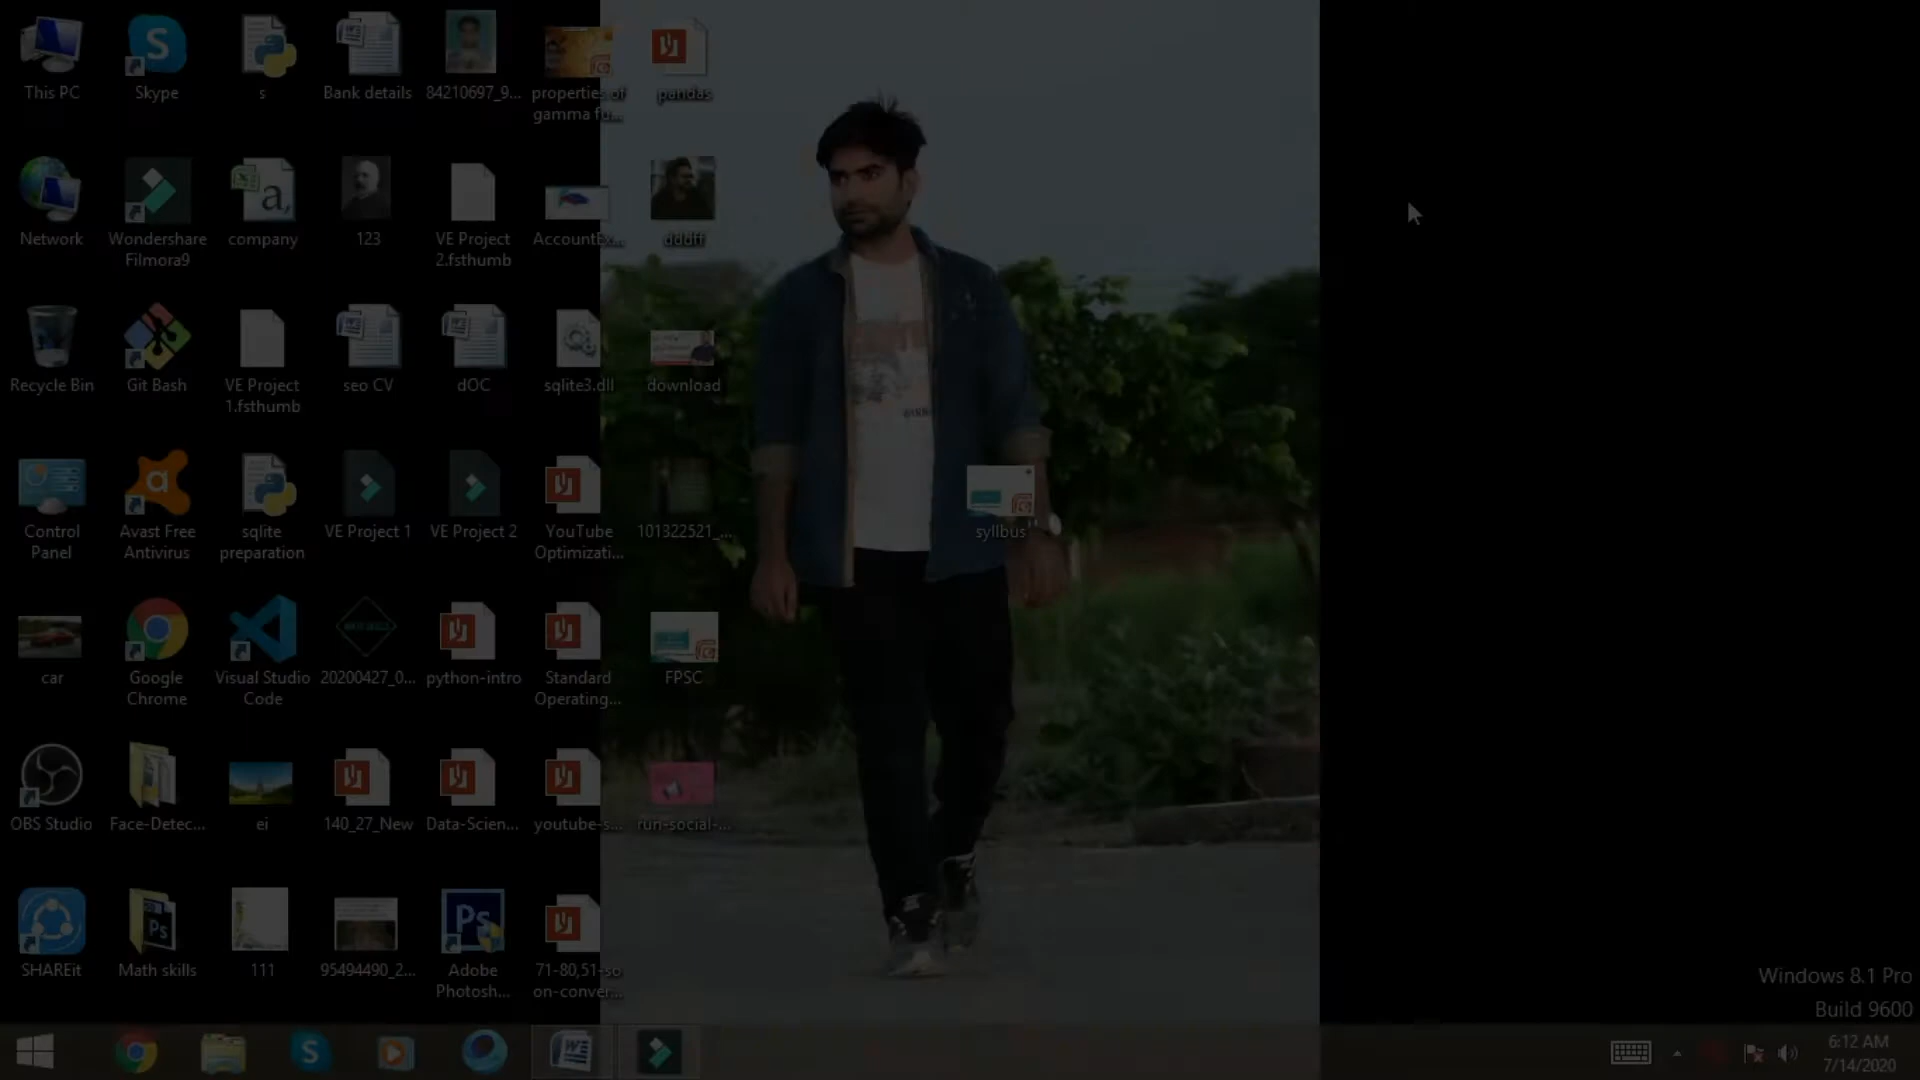 This PC
Skype
s
Bank details
84210697_9...
properties of
gamma fu...
pandas
Network
Wondershare
Filmora9
company
123
VE Project
2.fsthumb
AccountEx...
dddff
Recycle Bin
Git Bash
VE Project
1.fsthumb
seo CV
dOC
sqlite3.dll
download
Control
Panel
Avast Free
Antivirus
sqlite
preparation
VE Project 1
VE Project 2
YouTube
Optimizati...
101322521_...
syllbus
car
Google
Chrome
Visual Studio
Code
20200427_0...
python-intro
Standard
Operating...
FPSC
OBS Studio
Face-Detec...
ei
140_27_New
Data-Scien...
youtube-s...
run-social-...
SHAREit
Math skills
111
95494490_2...
Adobe
Photosh...
71-80,51-so
on-conver...
Windows 8.1 Pro
Build 9600
6:12 AM
7/14/2020